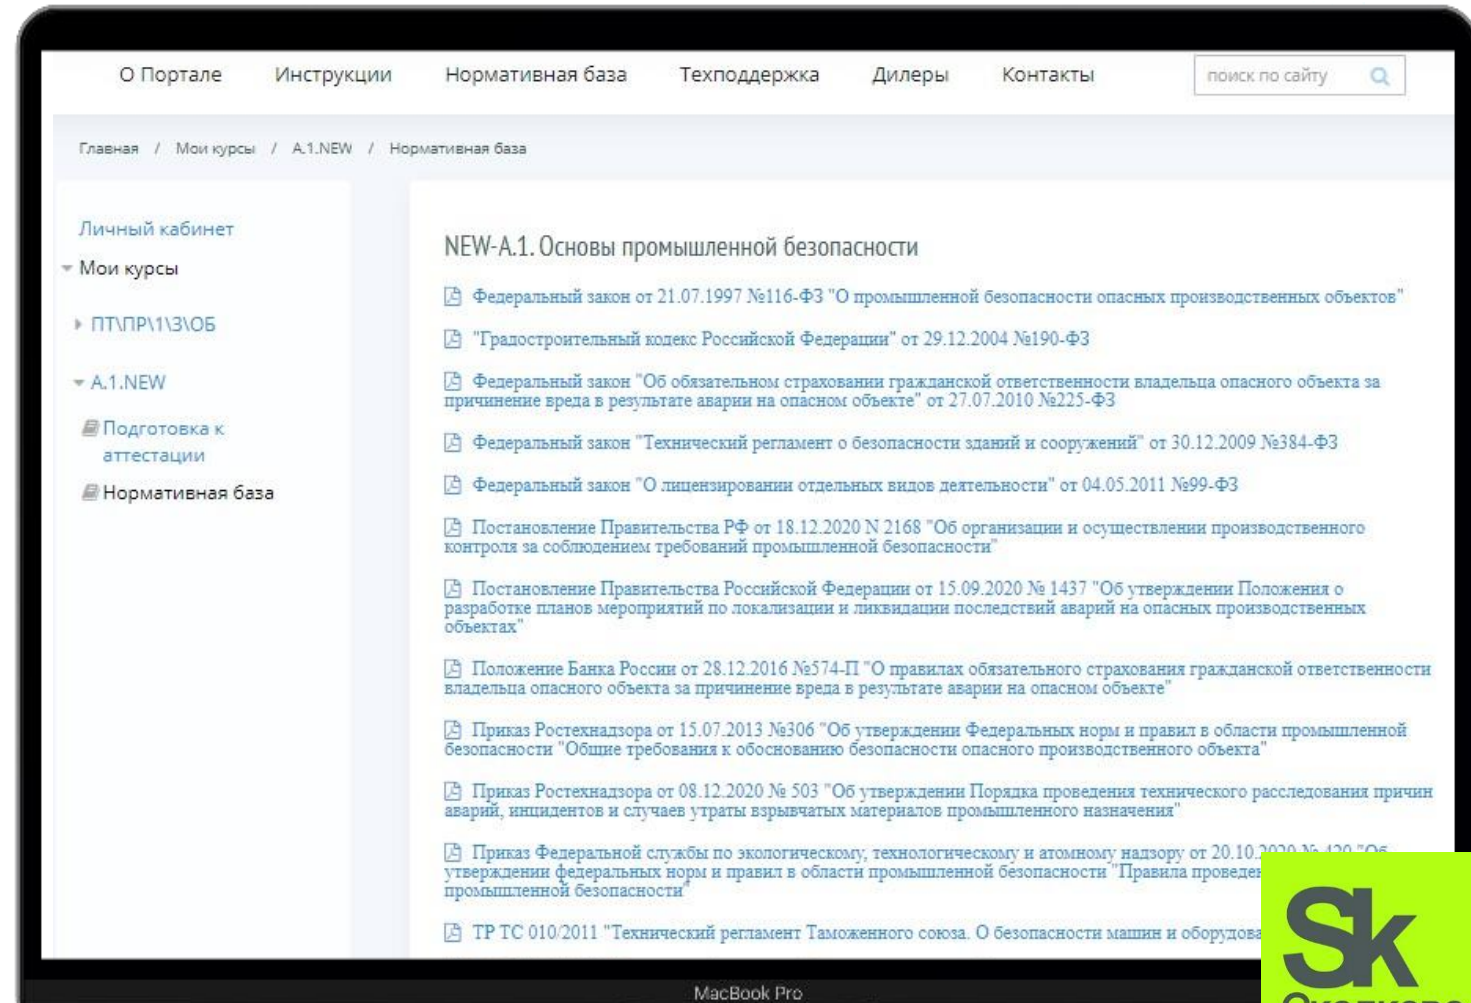 О Портале Инструкции Нормативная база Техподдержка Дилеры Контакты поиск по сайту
Главная / Мои курсы / A.1.NEW / Нормативная база
Личный кабинет
Мои курсы
ПТ\ПР\1\3\ОБ
A.1.NEW
Подготовка к
аттестации
Нормативная база
NEW-A.1. Основы промышленной безопасности
Федеральный закон от 21.07.1997 №116-ФЗ "О промышленной безопасности опасных производственных объектов"
"Градостроительный кодекс Российской Федерации" от 29.12.2004 №190-ФЗ
Федеральный закон "Об обязательном страховании гражданской ответственности владельца опасного объекта за
причинение вреда в результате аварии на опасном объекте" от 27.07.2010 №225-ФЗ
Федеральный закон "Технический регламент о безопасности зданий и сооружений" от 30.12.2009 №384-ФЗ
Федеральный закон "О лицензировании отдельных видов деятельности" от 04.05.2011 №99-ФЗ
Постановление Правительства РФ от 18.12.2020 N 2168 "Об организации и осуществлении производственного
контроля за соблюдением требований промышленной безопасности"
Постановление Правительства Российской Федерации от 15.09.2020 № 1437 "Об утверждении Положения о
разработке планов мероприятий по локализации и ликвидации последствий аварий на опасных производственных
объектах"
Положение Банка России от 28.12.2016 №574-П "О правилах обязательного страхования гражданской ответственности
владельца опасного объекта за причинение вреда в результате аварии на опасном объекте"
Приказ Ростехнадзора от 15.07.2013 №306 "Об утверждении Федеральных норм и правил в области промышленной
безопасности "Общие требования к обоснованию безопасности опасного производственного объекта"
Приказ Ростехнадзора от 08.12.2020 № 503 "Об утверждении Порядка проведения технического расследования причин
аварий, инцидентов и случаев утраты взрывчатых материалов промышленного назначения"
Приказ Федеральной службы по экологическому, технологическому и атомному надзору от 20.10.2020 № 420 "Об
утверждении федеральных норм и правил в области промышленной безопасности "Правила
промышленной безопасности"
ТР ТС 010/2011 "Технический регламент Таможенного союза. О безопасности машин и
MacBook Pro
Sk